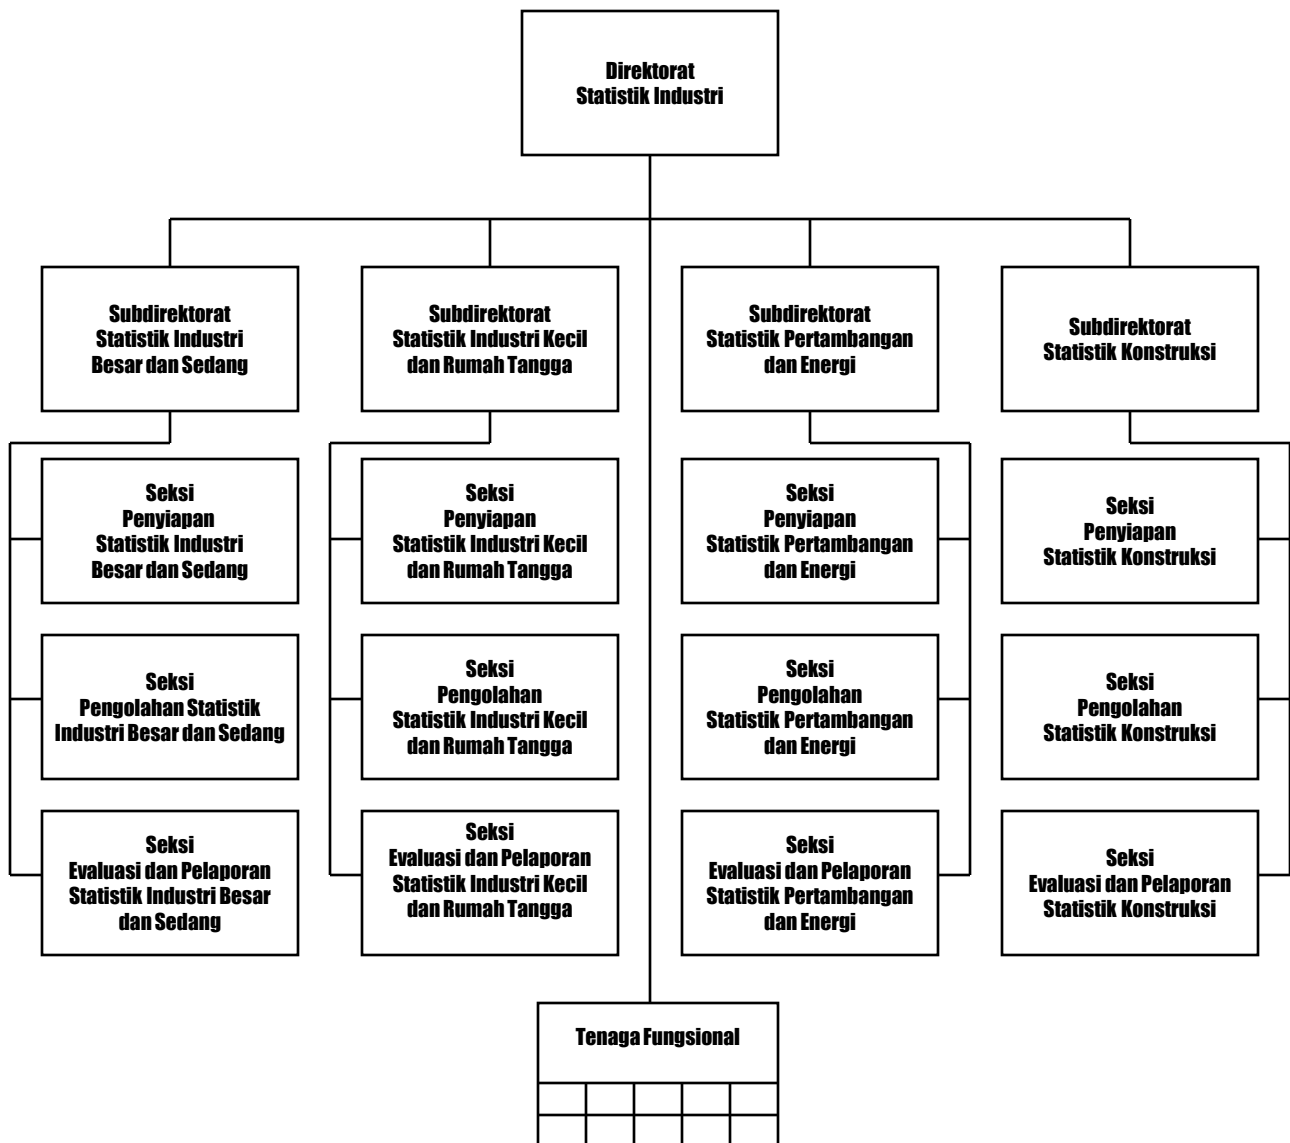 Direktorat
Statistik Industri
Subdirektorat
Statistik Industri
Besar dan Sedang
Subdirektorat
Statistik Industri Kecil
dan Rumah Tangga
Subdirektorat
Statistik Pertambangan
dan Energi
Subdirektorat
Statistik Konstruksi
Seksi
Penyiapan
Statistik Industri
Besar dan Sedang
Seksi
Penyiapan
Statistik Industri Kecil
dan Rumah Tangga
Seksi
Penyiapan
Statistik Pertambangan
dan Energi
Seksi
Penyiapan
Statistik Konstruksi
Seksi
Pengolahan Statistik
Industri Besar dan Sedang
Seksi
Pengolahan
Statistik Industri Kecil
dan Rumah Tangga
Seksi
Pengolahan
Statistik Pertambangan
dan Energi
Seksi
Pengolahan
Statistik Konstruksi
Seksi
Evaluasi dan Pelaporan
Statistik Industri Besar
dan Sedang
Seksi
Evaluasi dan Pelaporan
Statistik Industri Kecil
dan Rumah Tangga
Seksi
Evaluasi dan Pelaporan
Statistik Pertambangan
dan Energi
Seksi
Evaluasi dan Pelaporan
Statistik Konstruksi
Tenaga Fungsional